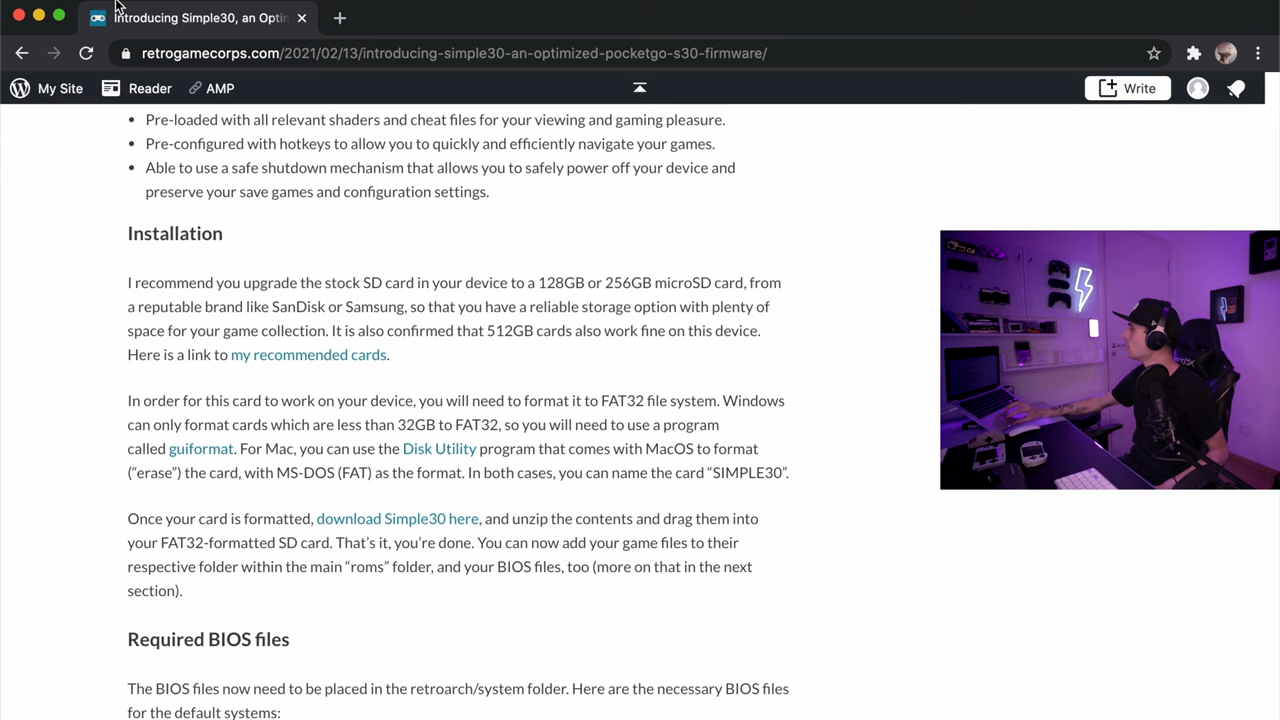 Introducing Simple30, an Opti
retrogamecorps.com/2021/02/13/introducing-simple30-an-optimized-pocketgo-s30-firmware/
My Site
Reader
AMP
Write
Pre-loaded with all relevant shaders and cheat files for your viewing and gaming pleasure.
Pre-configured with hotkeys to allow you to quickly and efficiently navigate your games.
Able to use a safe shutdown mechanism that allows you to safely power off your device and
preserve your save games and configuration settings.
Installation
I recommend you upgrade the stock SD card in your device to a 128GB or 256GB microSD card, from
a reputable brand like SanDisk or Samsung, so that you have a reliable storage option with plenty of
space for your game collection. It is also confirmed that 512GB cards also work fine on this device.
Here is a link to my recommended cards.
In order for this card to work on your device, you will need to format it to FAT32 file system. Windows
can only format cards which are less than 32GB to FAT32, so you will need to use a program
called guiformat. For Mac, you can use the Disk Utility program that comes with MacOS to format
(“erase”) the card, with MS-DOS (FAT) as the format. In both cases, you can name the card “SIMPLE30”.
Once your card is formatted, download Simple30 here, and unzip the contents and drag them into
your FAT32-formatted SD card. That’s it, you’re done. You can now add your game files to their
respective folder within the main “roms” folder, and your BIOS files, too (more on that in the next
section).
Required BIOS files
The BIOS files now need to be placed in the retroarch/system folder. Here are the necessary BIOS files
for the default systems: